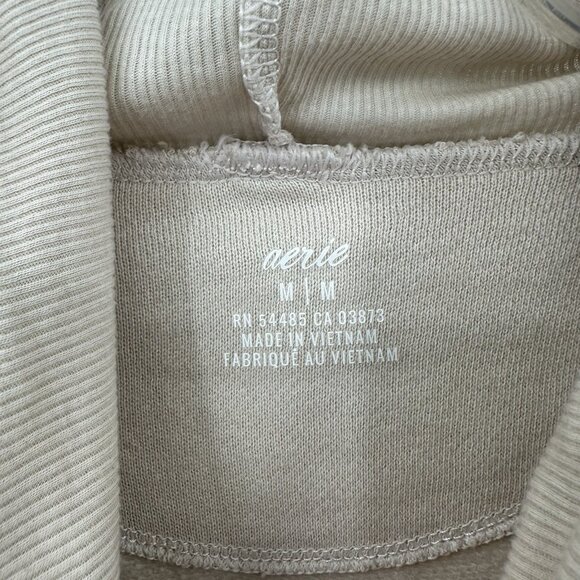 aerie
M | M
RN 54485 CA 03873
MADE IN VIETNAM
FABRIQUÉ AU VIETNAM